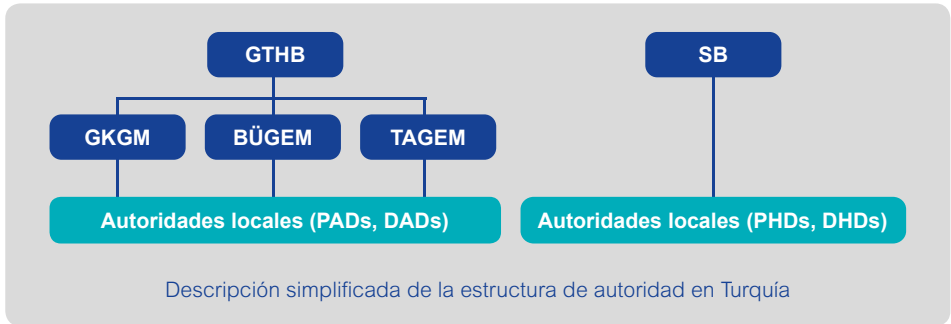 GTHB
SB
GKGM
BÜGEM
TAGEM
Autoridades locales (PADs, DADs)
Autoridades locales (PHDs, DHDs)
Descripción simplificada de la estructura de autoridad en Turquía